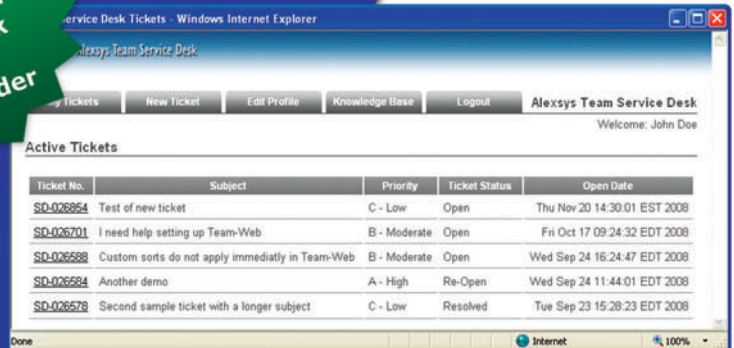 ervice Desk Tickets - Windows Internet Explorer
Alexsys Team Service Desk
der
Tickets New Ticket Edit Profile Knowledge Base Logout Alexsys Team Service Desk
Welcome: John Doe
Active Tickets
Ticket No. Subject Priority Ticket Status Open Date
SD-026854 Test of new ticket C - Low Open Thu Nov 20 14:30:01 EST 2008
SD-026701 I need help setting up Team-Web B - Moderate Open Fri Oct 17 09:24:32 EDT 2008
SD-026588 Custom sorts do not apply immediatly in Team-Web B - Moderate Open Wed Sep 24 16:24:47 EDT 2008
SD-026584 Another demo A - High Re-Open Wed Sep 24 11:44:01 EDT 2008
SD-026578 Second sample ticket with a longer subject C - Low Resolved Tue Sep 23 15:28:23 EDT 2008
Done Internet 100%